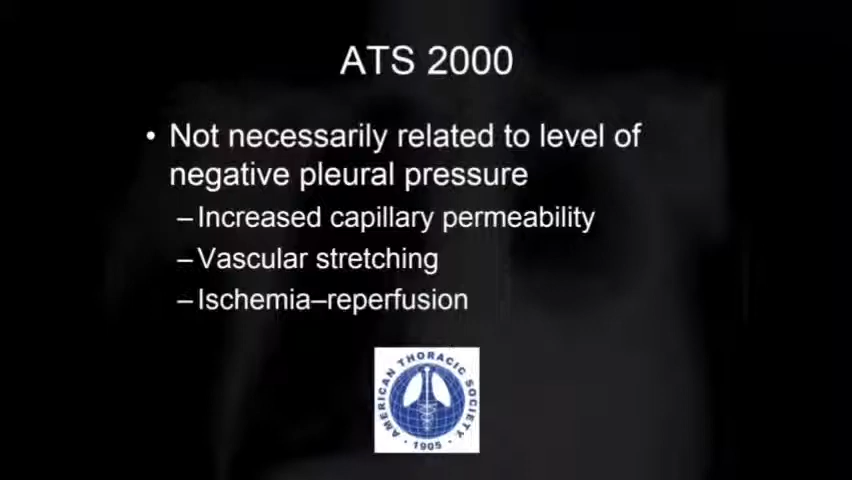 ATS 2000
• Not necessarily related to level of
negative pleural pressure
–Increased capillary permeability
–Vascular stretching
–Ischemia–reperfusion
AMERICAN THORACIC SOCIETY
• 1905 •